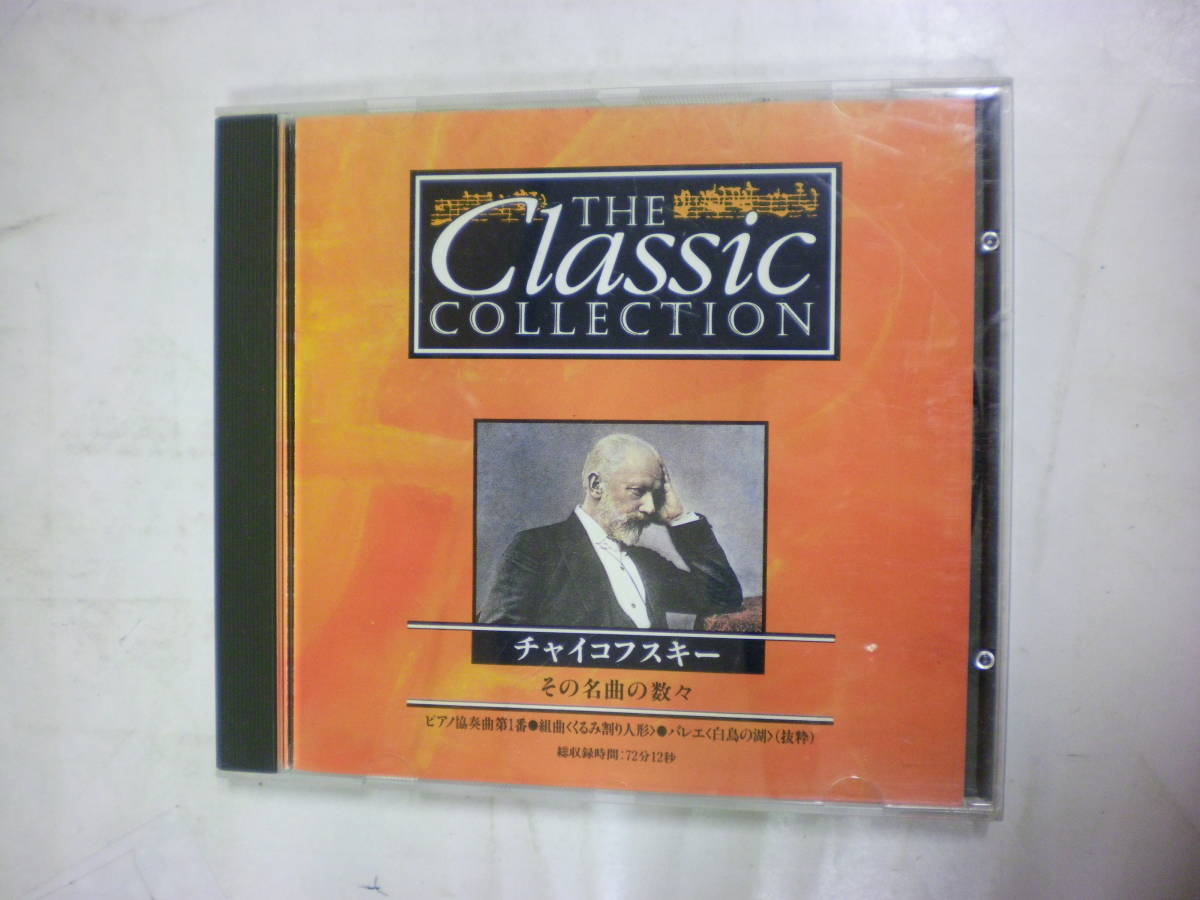 THE
Classic
COLLECTION
チャイコフスキー
その名曲の数々
ピアノ協奏曲第1番●組曲〈くるみ割り人形〉●バレエ〈白鳥の湖〉(抜粋)
総収録時間:72分12秒